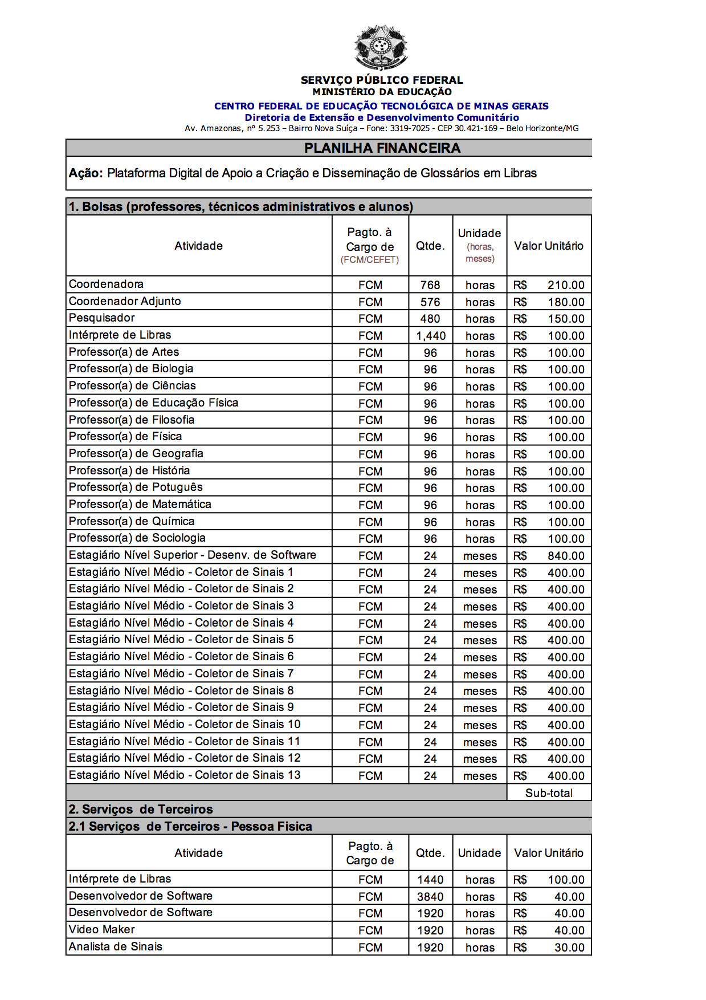 SERVIÇO PÚBLICO FEDERAL
MINISTÉRIO DA EDUCAÇÃO
CENTRO FEDERAL DE EDUCAÇÃO TECNOLÓGICA DE MINAS GERAIS
Diretoria de Extensão e Desenvolvimento Comunitário
Av. Amazonas, nº 5.253 – Bairro Nova Suíça – Fone: 3319-7025 - CEP 30.421-169 – Belo Horizonte/MG
PLANILHA FINANCEIRA
Ação: Plataforma Digital de Apoio a Criação e Disseminação de Glossários em Libras
1. Bolsas (professores, técnicos administrativos e alunos)
Atividade Pagto. à Cargo de (FCM/CEFET) Qtde. Unidade (horas, meses) Valor Unitário
Coordenadora FCM 768 horas R$ 210.00
Coordenador Adjunto FCM 576 horas R$ 180.00
Pesquisador FCM 480 horas R$ 150.00
Intérprete de Libras FCM 1,440 horas R$ 100.00
Professor(a) de Artes FCM 96 horas R$ 100.00
Professor(a) de Biologia FCM 96 horas R$ 100.00
Professor(a) de Ciências FCM 96 horas R$ 100.00
Professor(a) de Educação Física FCM 96 horas R$ 100.00
Professor(a) de Filosofia FCM 96 horas R$ 100.00
Professor(a) de Física FCM 96 horas R$ 100.00
Professor(a) de Geografia FCM 96 horas R$ 100.00
Professor(a) de História FCM 96 horas R$ 100.00
Professor(a) de Potuguês FCM 96 horas R$ 100.00
Professor(a) de Matemática FCM 96 horas R$ 100.00
Professor(a) de Química FCM 96 horas R$ 100.00
Professor(a) de Sociologia FCM 96 horas R$ 100.00
Estagiário Nível Superior - Desenv. de Software FCM 24 meses R$ 840.00
Estagiário Nível Médio - Coletor de Sinais 1 FCM 24 meses R$ 400.00
Estagiário Nível Médio - Coletor de Sinais 2 FCM 24 meses R$ 400.00
Estagiário Nível Médio - Coletor de Sinais 3 FCM 24 meses R$ 400.00
Estagiário Nível Médio - Coletor de Sinais 4 FCM 24 meses R$ 400.00
Estagiário Nível Médio - Coletor de Sinais 5 FCM 24 meses R$ 400.00
Estagiário Nível Médio - Coletor de Sinais 6 FCM 24 meses R$ 400.00
Estagiário Nível Médio - Coletor de Sinais 7 FCM 24 meses R$ 400.00
Estagiário Nível Médio - Coletor de Sinais 8 FCM 24 meses R$ 400.00
Estagiário Nível Médio - Coletor de Sinais 9 FCM 24 meses R$ 400.00
Estagiário Nível Médio - Coletor de Sinais 10 FCM 24 meses R$ 400.00
Estagiário Nível Médio - Coletor de Sinais 11 FCM 24 meses R$ 400.00
Estagiário Nível Médio - Coletor de Sinais 12 FCM 24 meses R$ 400.00
Estagiário Nível Médio - Coletor de Sinais 13 FCM 24 meses R$ 400.00
Sub-total
2. Serviços de Terceiros
2.1 Serviços de Terceiros - Pessoa Fisica
Atividade Pagto. à Cargo de Qtde. Unidade Valor Unitário
Intérprete de Libras FCM 1440 horas R$ 100.00
Desenvolvedor de Software FCM 3840 horas R$ 40.00
Desenvolvedor de Software FCM 1920 horas R$ 40.00
Video Maker FCM 1920 horas R$ 40.00
Analista de Sinais FCM 1920 horas R$ 30.00